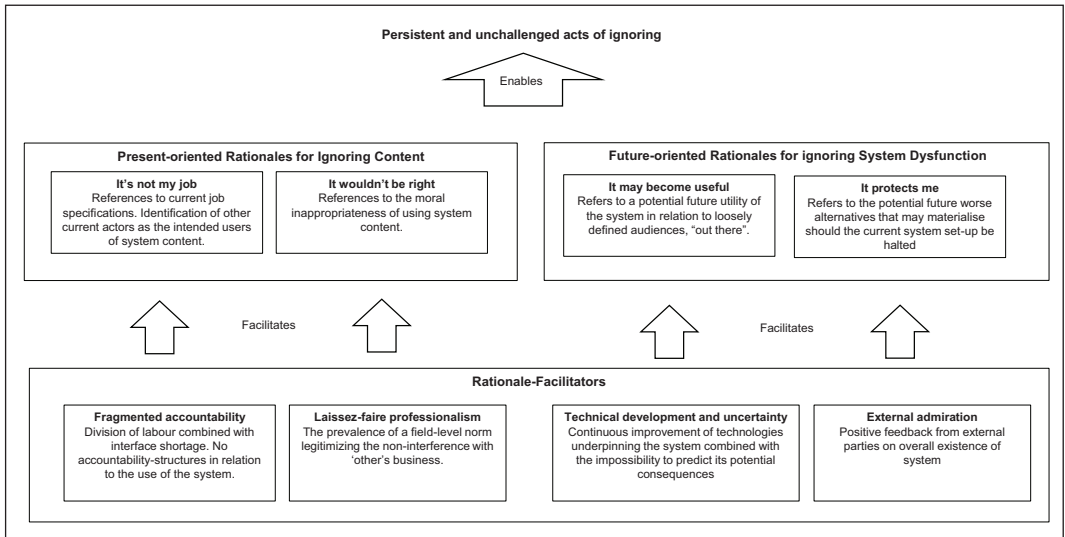 Persistent and unchallenged acts of ignoring
Enables
Present-oriented Rationales for Ignoring Content
It's not my job
References to current job
specifications. Identification of other
current actors as the intended users
of system content.
It wouldn't be right
References to the moral
inappropriateness of using system
content.
Future-oriented Rationales for ignoring System Dysfunction
It may become useful
Refers to a potential future utility of
the system in relation to loosely
defined audiences, "out there".
It protects me
Refers to the potential future worse
alternatives that may materialise
should the current system set-up be
halted
Facilitates
Facilitates
Rationale-Facilitators
Fragmented accountability
Division of labour combined with
interface shortage. No
accountability-structures in relation
to the use of the system.
Laissez-faire professionalism
The prevalence of a field-level norm
legitimizing the non-interference with
'other's business.
Technical development and uncertainty
Continuous improvement of technologies
underpinning the system combined with
the impossibility to predict its potential
consequences
External admiration
Positive feedback from external
parties on overall existence of
system